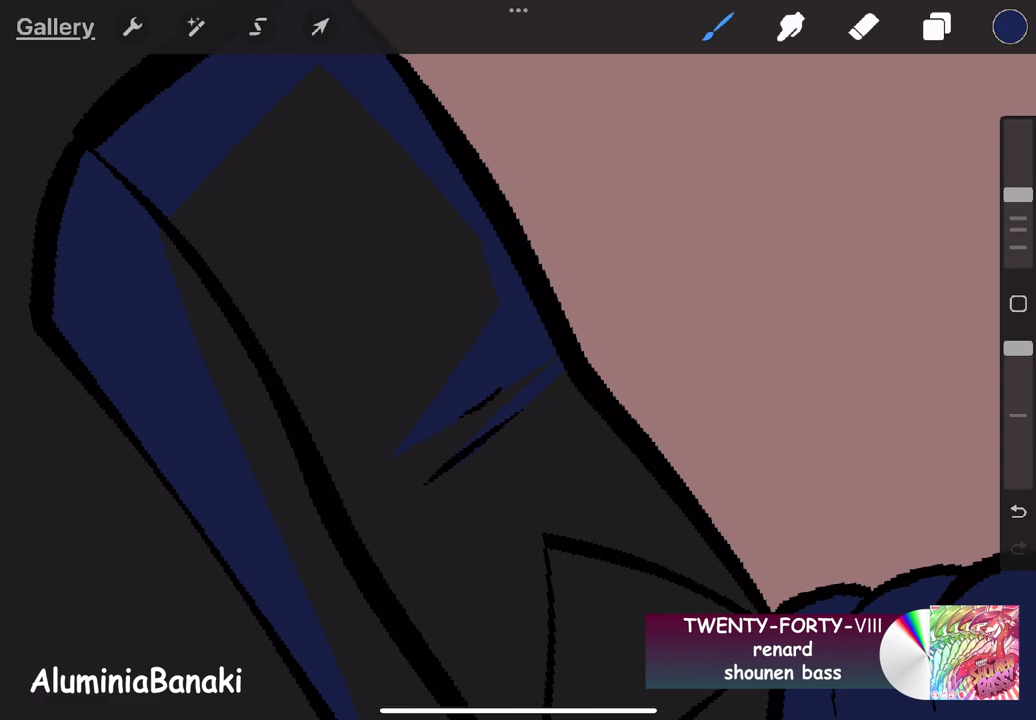 Gallery
TWENTY-FORTY-VIII
renard
shounen bass
AluminiaBanaki